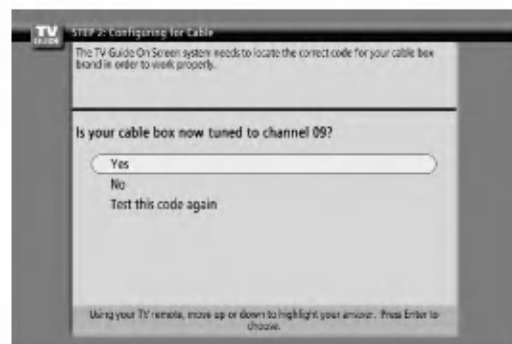 TV
GUIDE
STEP 2: Configuring for Cable
The TV Guide On Screen system needs to locate the correct code for your cable box
brand in order to work properly.
Is your cable box now tuned to channel 09?
Yes
No
Test this code again
Using your TV remote, move up or down to highlight your answer. Press Enter to
choose.